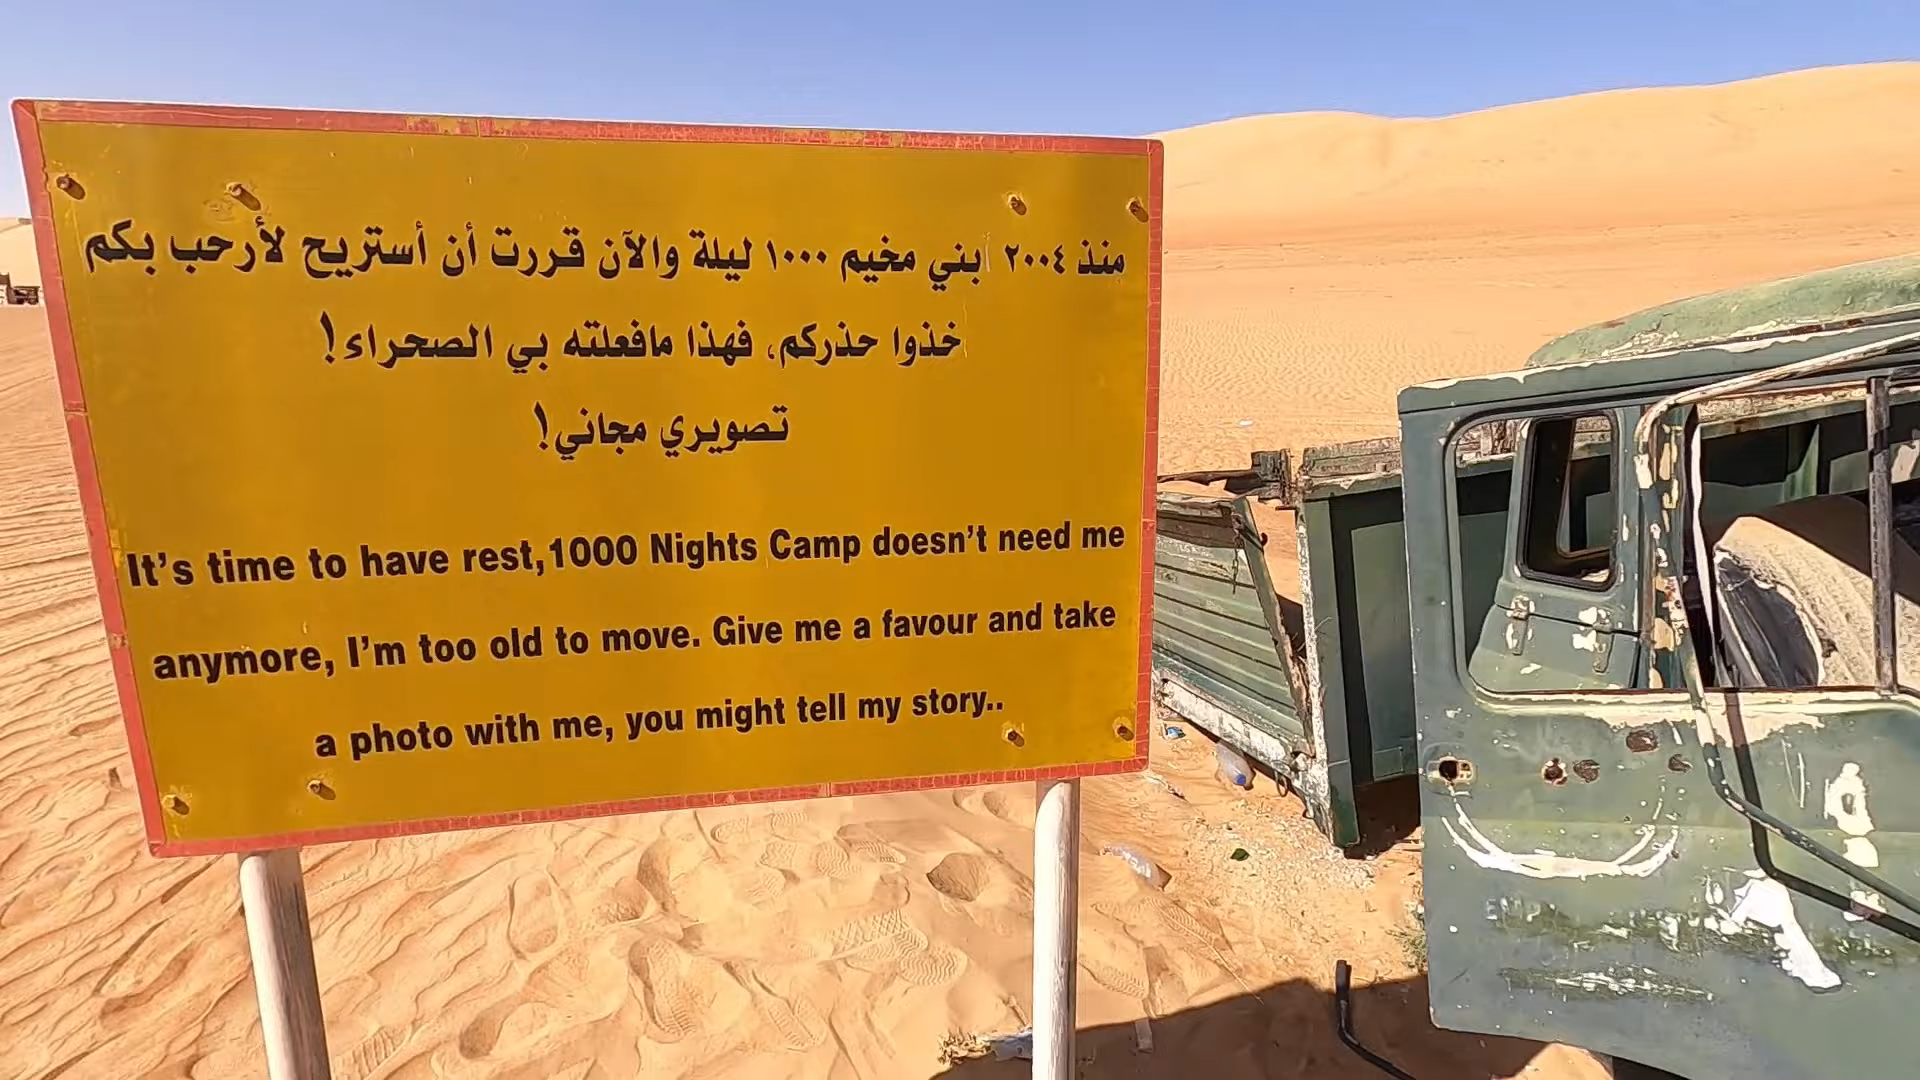 منذ ٢٠٠٤ أبني مخيم ١٠٠٠ ليلة والآن قررت أن أستريح لأرحب بكم
خذوا حذركم، فهذا مافعلته بي الصحراء!
تصويري مجاني!
It's time to have rest,1000 Nights Camp doesn't need me
anymore, I'm too old to move. Give me a favour and take
a photo with me, you might tell my story..